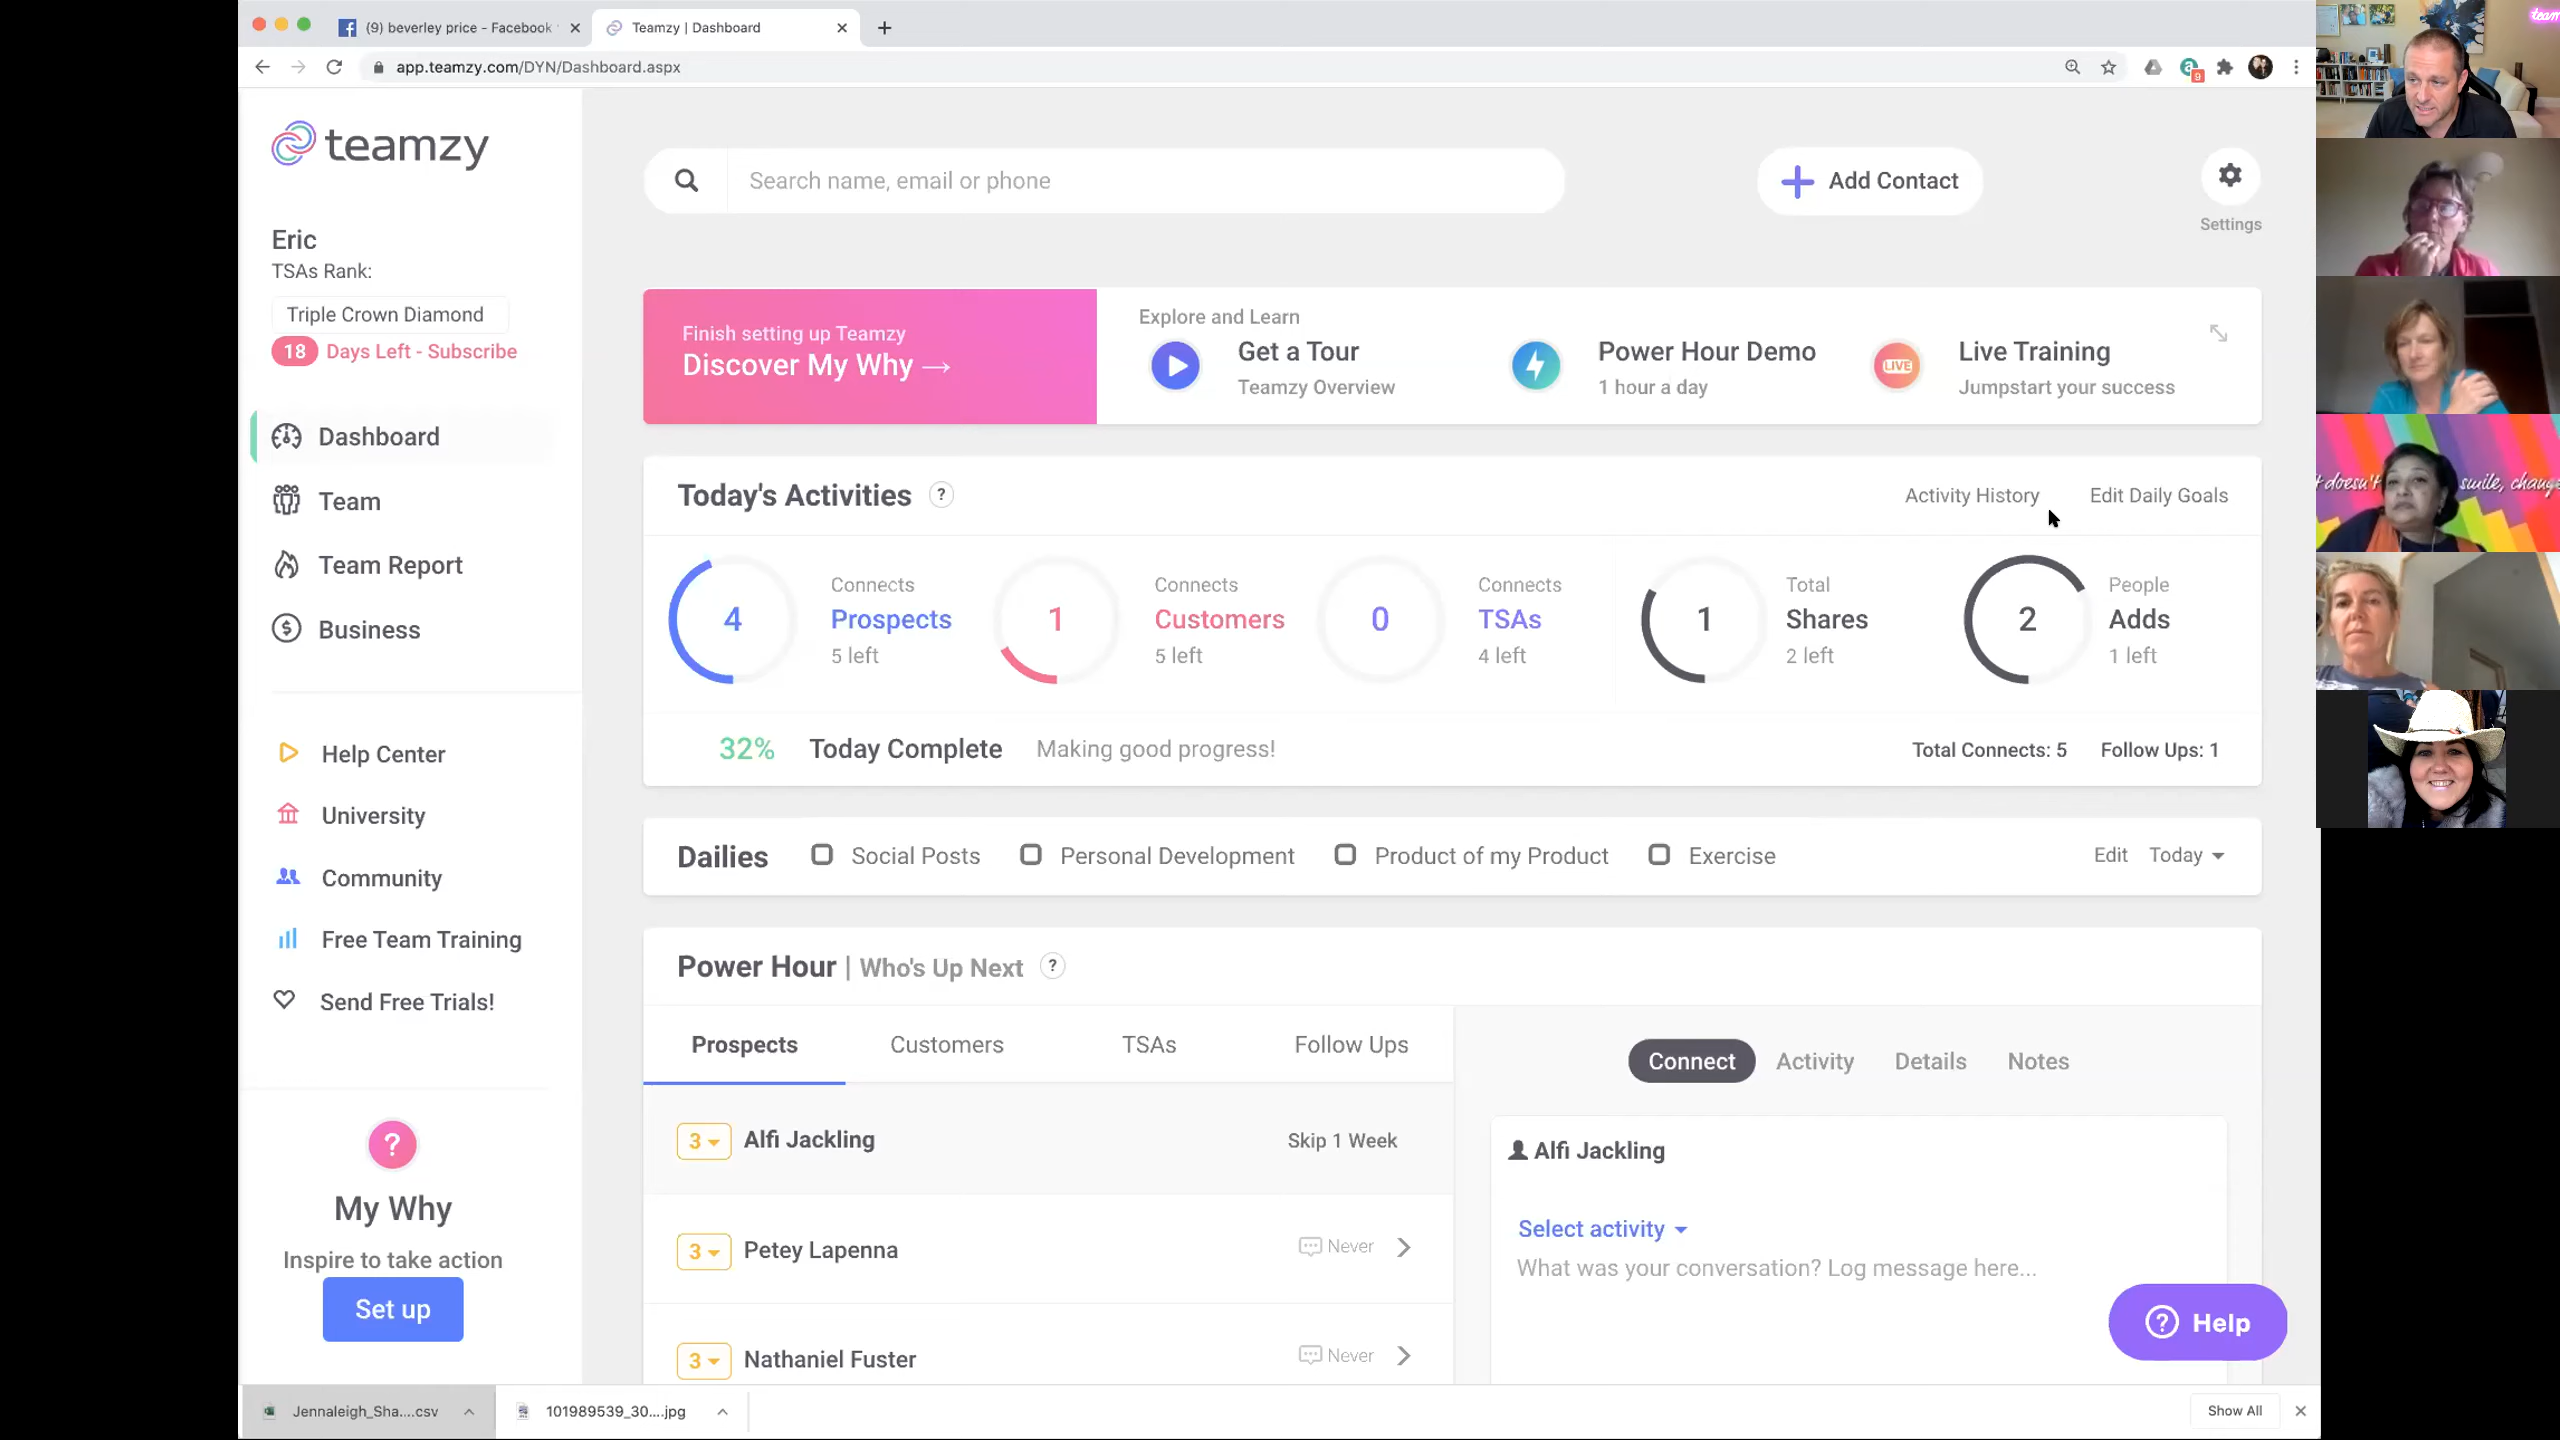 (9) beverley price - Facebook
Teamzy | Dashboard
app.teamzy.com/DYN/Dashboard.aspx
9
teamzy
Eric
TSAs Rank:
Triple Crown Diamond
18 Days Left - Subscribe
Dashboard
Team
Team Report
Business
Help Center
University
Community
Free Team Training
Send Free Trials!
?
My Why
Inspire to take action
Set up
Search name, email or phone
Add Contact
Settings
Finish setting up Teamzy
Discover My Why →
Explore and Learn
Get a Tour
Teamzy Overview
Power Hour Demo
1 hour a day
LIVE
Live Training
Jumpstart your success
Today's Activities ?
Activity History
Edit Daily Goals
4
Connects
Prospects
5 left
1
Connects
Customers
5 left
0
Connects
TSAs
4 left
1
Total
Shares
2 left
2
People
Adds
1 left
32% Today Complete Making good progress!
Total Connects: 5 Follow Ups: 1
Dailies Social Posts Personal Development Product of my Product Exercise Edit Today
Power Hour | Who's Up Next ?
Prospects Customers TSAs Follow Ups
3 Alfi Jackling Skip 1 Week
3 Petey Lapenna Never
3 Nathaniel Fuster Never
Connect Activity Details Notes
Alfi Jackling
Select activity
What was your conversation? Log message here...
? Help
Jennaleigh_Sha....csv
101989539_30....jpg
Show All
team
doesn't
smile, chang